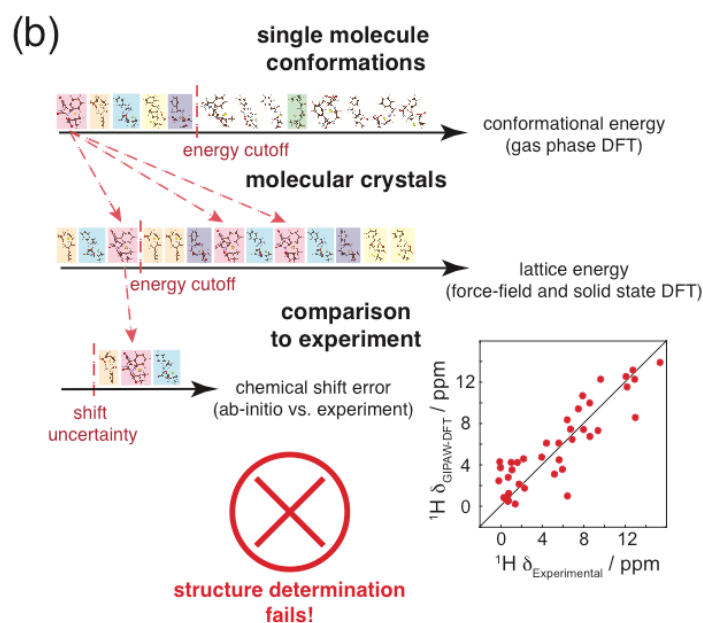 (b)
single molecule
conformations
energy cutoff
conformational energy
(gas phase DFT)
molecular crystals
energy cutoff
lattice energy
(force-field and solid state DFT)
comparison
to experiment
shift
uncertainty
chemical shift error
(ab-initio vs. experiment)
structure determination
fails!
¹H δGIPAW-DFT / ppm
12
8
4
0
0 4 8 12
¹H δExperimental / ppm